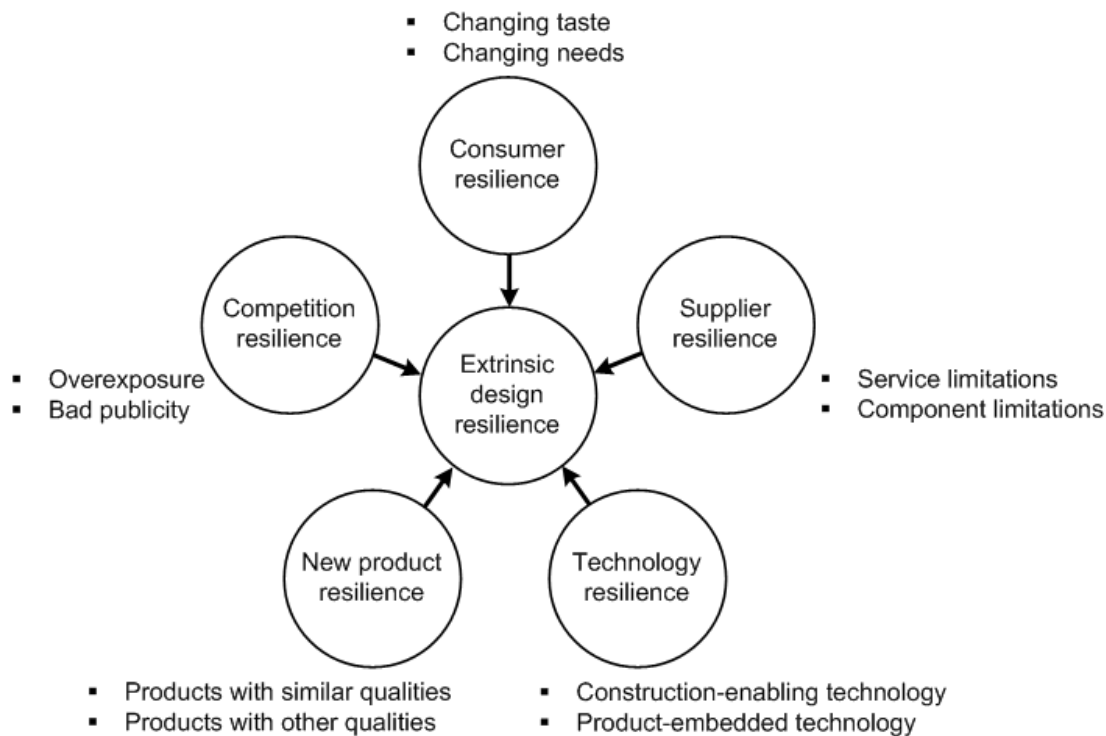 ▪ Changing taste
▪ Changing needs
Consumer
resilience
Competition
resilience
Supplier
resilience
▪ Overexposure
▪ Bad publicity
Extrinsic
design
resilience
▪ Service limitations
▪ Component limitations
New product
resilience
Technology
resilience
▪ Products with similar qualities
▪ Products with other qualities
▪ Construction-enabling technology
▪ Product-embedded technology